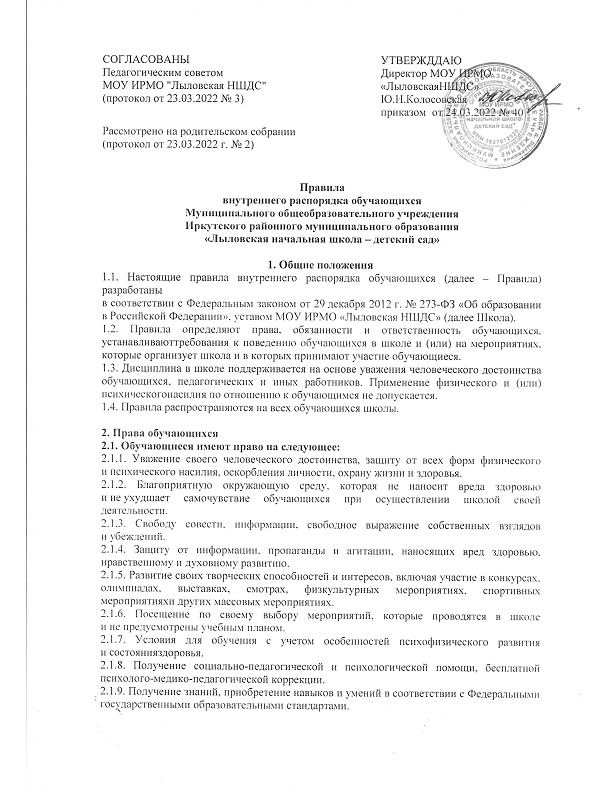 СОГЛАСОВАНЫ
Педагогическим советом
МОУ ИРМО "Лыловская НШДС"
(протокол от 23.03.2022 № 3)
Рассмотрено на родительском собрании
(протокол от 23.03.2022 г. № 2)
УТВЕРЖДДАЮ
Директор МОУ ИРМО
«ЛыловскаяНШДС»
Ю.Н.Колосовская
приказом от 24.03.2022 № 40
Правила
внутреннего распорядка обучающихся
Муниципального общеобразовательного учреждения
Иркутского районного муниципального образования
«Лыловская начальная школа – детский сад»
1. Общие положения
1.1. Настоящие правила внутреннего распорядка обучающихся (далее – Правила)
разработаны
в соответствии с Федеральным законом от 29 декабря 2012 г. № 273-ФЗ «Об образовании
в Российской Федерации», уставом МОУ ИРМО «Лыловская НШДС» (далее Школа).
1.2. Правила определяют права, обязанности и ответственность обучающихся,
устанавливаюттребования к поведению обучающихся в школе и (или) на мероприятиях,
которые организует школа и в которых принимают участие обучающиеся.
1.3. Дисциплина в школе поддерживается на основе уважения человеческого достоинства
обучающихся, педагогических и иных работников. Применение физического и (или)
психическогонасилия по отношению к обучающимся не допускается.
1.4. Правила распространяются на всех обучающихся школы.
2. Права обучающихся
2.1. Обучающиеся имеют право на следующее:
2.1.1. Уважение своего человеческого достоинства, защиту от всех форм физического
и психического насилия, оскорбления личности, охрану жизни и здоровья.
2.1.2. Благоприятную окружающую среду, которая не наносит вреда здоровью
и не ухудшает самочувствие обучающихся при осуществлении школой своей
деятельности.
2.1.3. Свободу совести, информации, свободное выражение собственных взглядов
и убеждений.
2.1.4. Защиту от информации, пропаганды и агитации, наносящих вред здоровью,
нравственному и духовному развитию.
2.1.5. Развитие своих творческих способностей и интересов, включая участие в конкурсах,
олимпиадах, выставках, смотрах, физкультурных мероприятиях, спортивных
мероприятияхи других массовых мероприятиях.
2.1.6. Посещение по своему выбору мероприятий, которые проводятся в школе
и не предусмотрены учебным планом.
2.1.7. Условия для обучения с учетом особенностей психофизического развития
и состоянияздоровья.
2.1.8. Получение социально-педагогической и психологической помощи, бесплатной
психолого-медико-педагогической коррекции.
2.1.9. Получение знаний, приобретение навыков и умений в соответствии с Федеральными
государственными образовательными стандартами.